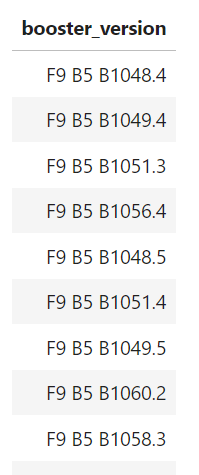 booster_version
F9 B5 B1048.4
F9 B5 B1049.4
F9 B5 B1051.3
F9 B5 B1056.4
F9 B5 B1048.5
F9 B5 B1051.4
F9 B5 B1049.5
F9 B5 B1060.2
F9 B5 B1058.3